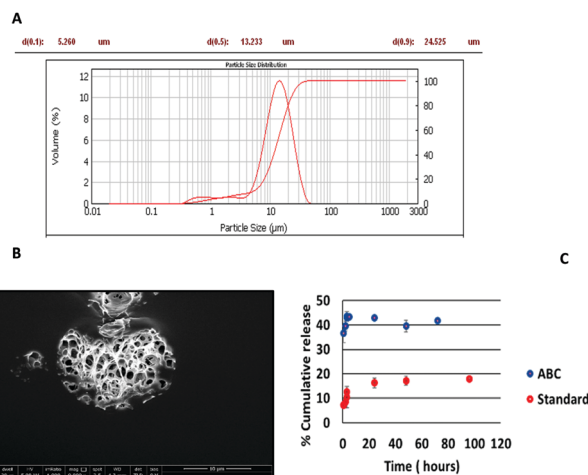 A
d(0.1): 5.260 um d(0.5): 13.233 um d(0.9): 24.525 um
Particle Size Distribution
Volume (%)
12
10
8
6
4
2
0
100
80
60
40
20
0
0.01 0.1 1 10 100 1000 3000
Particle Size (µm)
B
C
% Cumulative release
50
40
30
20
10
0
0 20 40 60 80 100 120
Time ( hours)
ABC
Standard